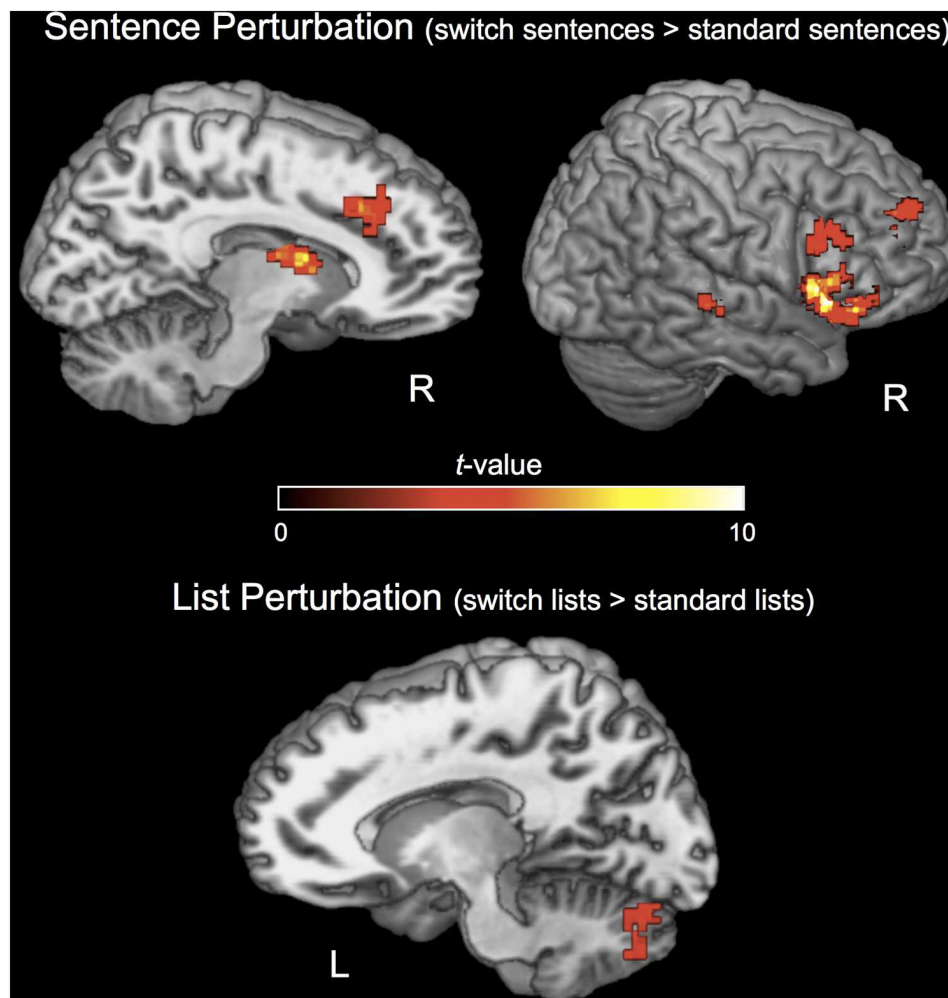 Sentence Perturbation (switch sentences > standard sentences)
R
R
t-value
0 10
List Perturbation (switch lists > standard lists)
L